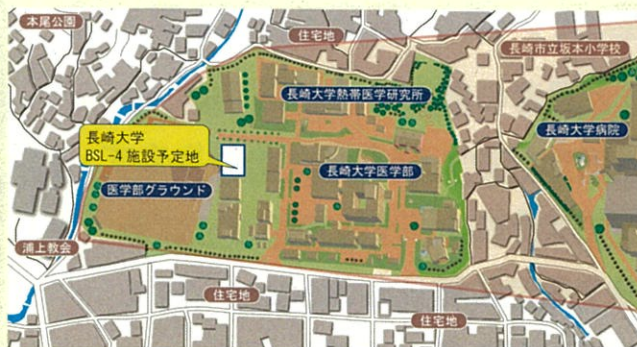 本尾公園
住宅地
長崎市立坂本小学校
長崎大学熱帯医学研究所
長崎大学病院
長崎大学
BSL-4 施設予定地
長崎大学医学部
医学部グラウンド
浦上教会
住宅地
住宅地